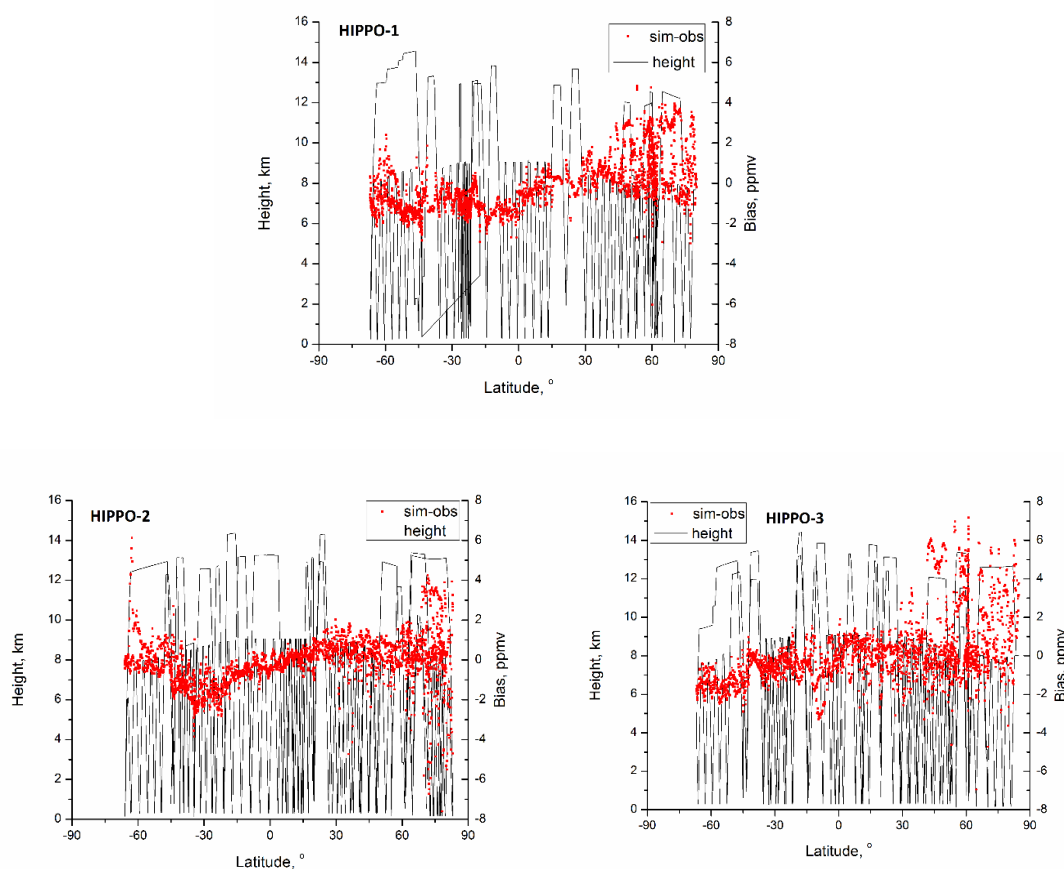 HIPPO-1
sim-obs
height
16
14
12
10
8
6
4
2
0
Height, km
8
6
4
2
0
-2
-4
-6
-8
Bias, ppmv
-90 -60 -30 0 30 60 90
Latitude, °
HIPPO-2
sim-obs
height
16
14
12
10
8
6
4
2
0
Height, km
8
6
4
2
0
-2
-4
-6
-8
Bias, ppmv
-90 -60 -30 0 30 60 90
Latitude, °
HIPPO-3
sim-obs
height
16
14
12
10
8
6
4
2
0
Height, km
8
6
4
2
0
-2
-4
-6
-8
Bias, ppmv
-90 -60 -30 0 30 60 90
Latitude, °